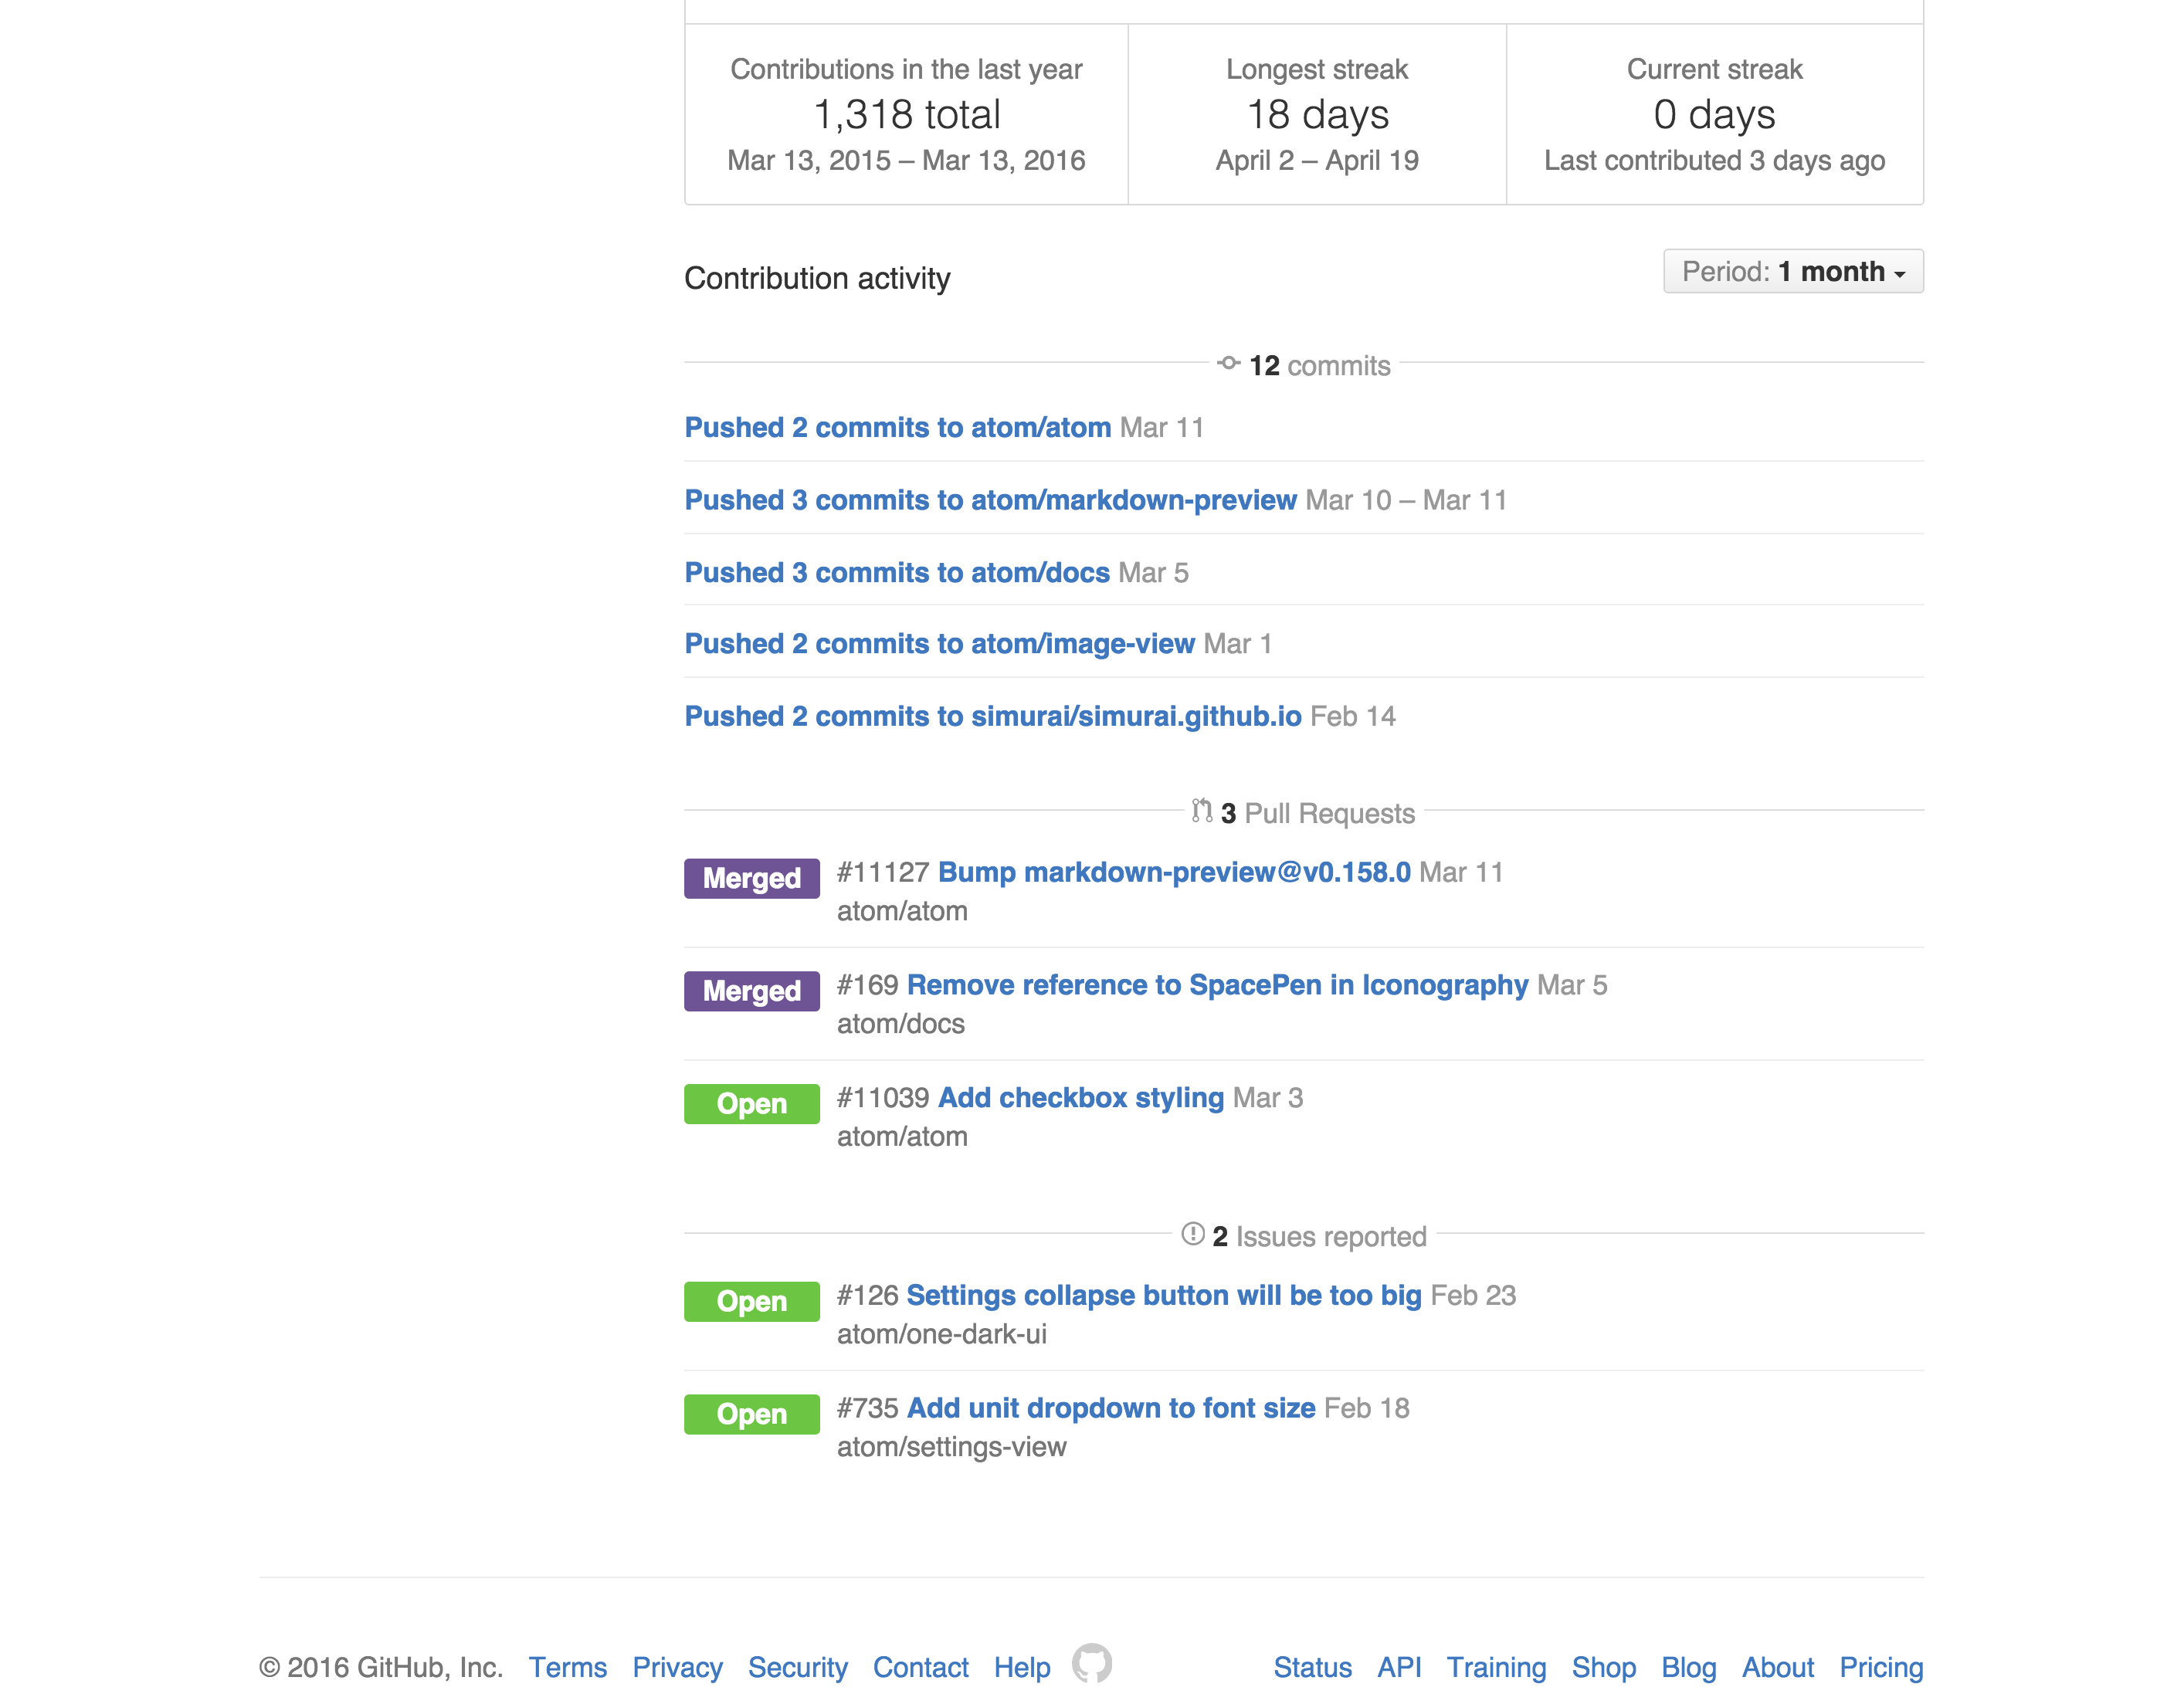 Contributions in the last year
1,318 total
Mar 13, 2015 – Mar 13, 2016
Longest streak
18 days
April 2 – April 19
Current streak
0 days
Last contributed 3 days ago
Contribution activity
Period: 1 month
12 commits
Pushed 2 commits to atom/atom Mar 11
Pushed 3 commits to atom/markdown-preview Mar 10 – Mar 11
Pushed 3 commits to atom/docs Mar 5
Pushed 2 commits to atom/image-view Mar 1
Pushed 2 commits to simurai/simurai.github.io Feb 14
3 Pull Requests
Merged #11127 Bump markdown-preview@v0.158.0 Mar 11
atom/atom
Merged #169 Remove reference to SpacePen in Iconography Mar 5
atom/docs
Open #11039 Add checkbox styling Mar 3
atom/atom
2 Issues reported
Open #126 Settings collapse button will be too big Feb 23
atom/one-dark-ui
Open #735 Add unit dropdown to font size Feb 18
atom/settings-view
© 2016 GitHub, Inc. Terms Privacy Security Contact Help Status API Training Shop Blog About Pricing